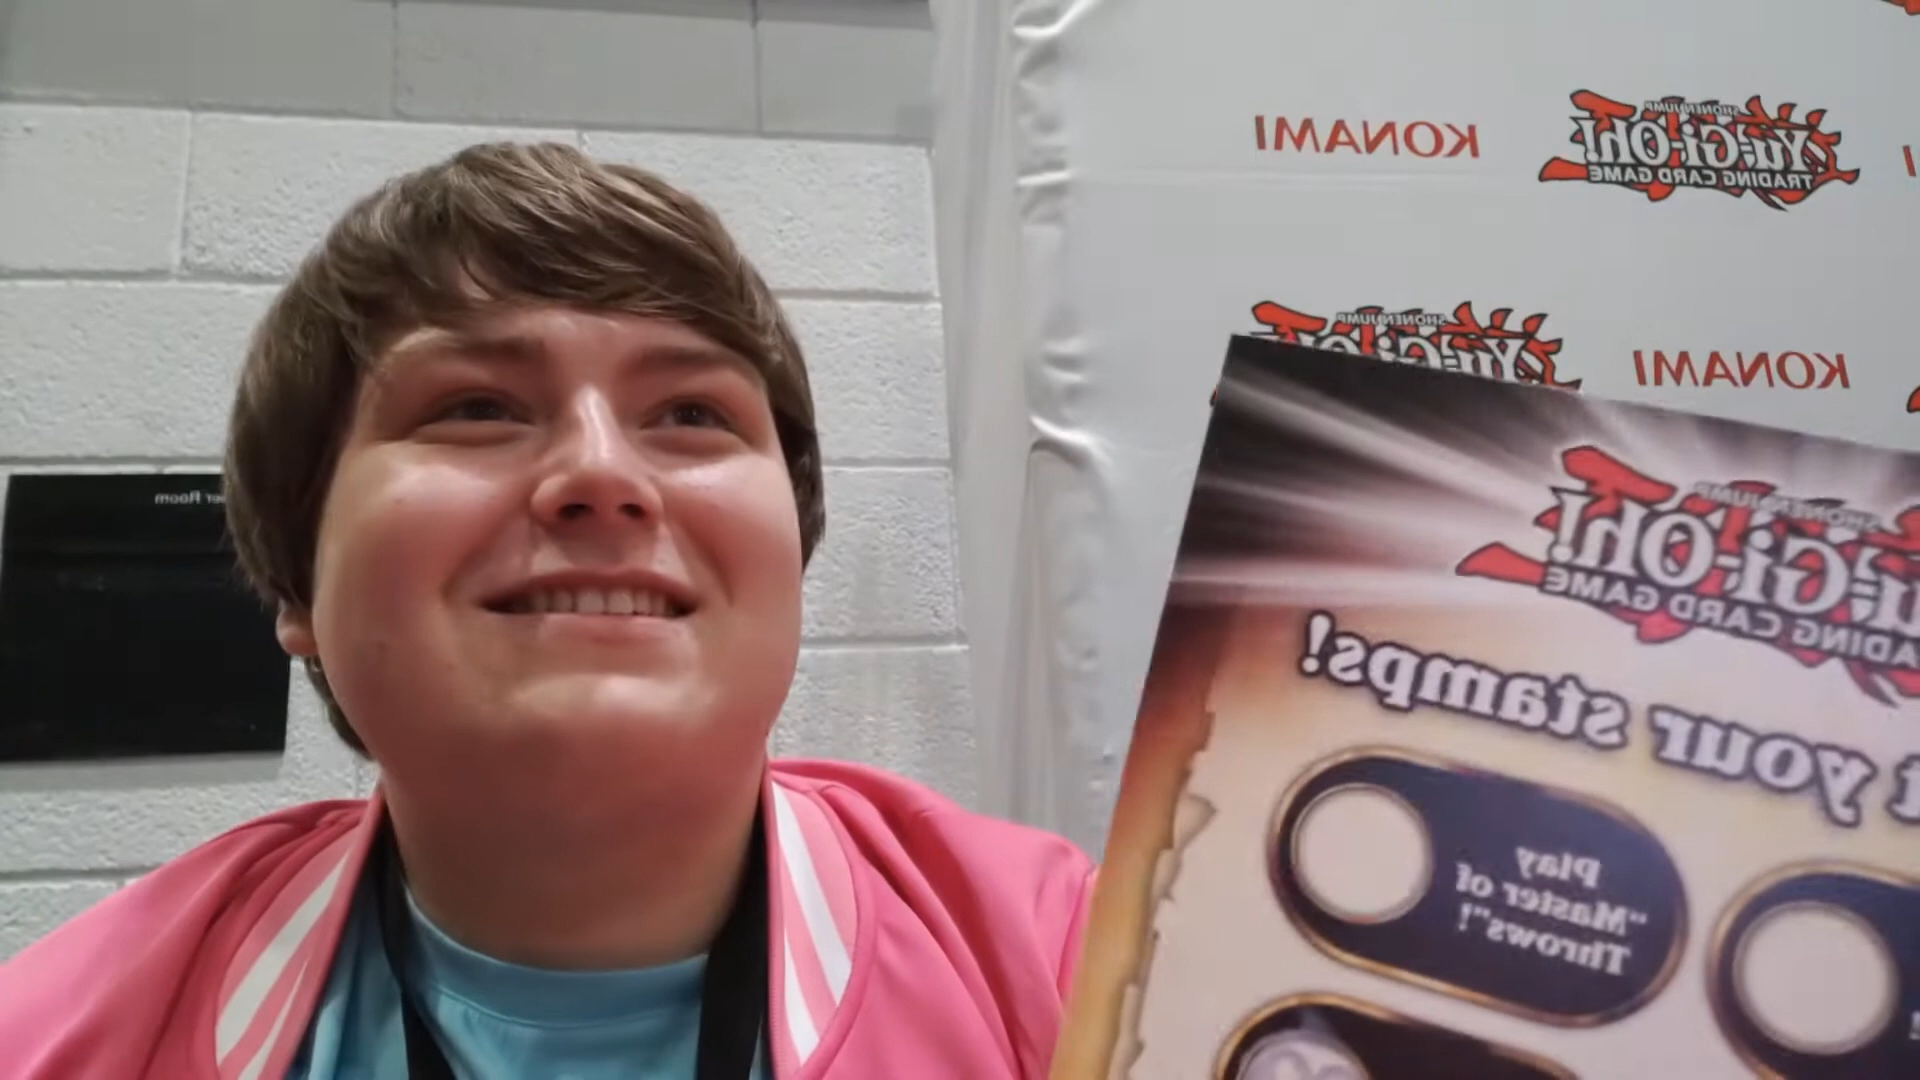 KONAMI
SHONEN JUMP
Yu-Gi-Oh!
TRADING CARD GAME
SHONEN JUMP
Yu-Gi-Oh!
KONAMI
Room
SHONEN JUMP
Yu-Gi-Oh!
TRADING CARD GAME
your stamps!
Play
"Master of
Throws"!